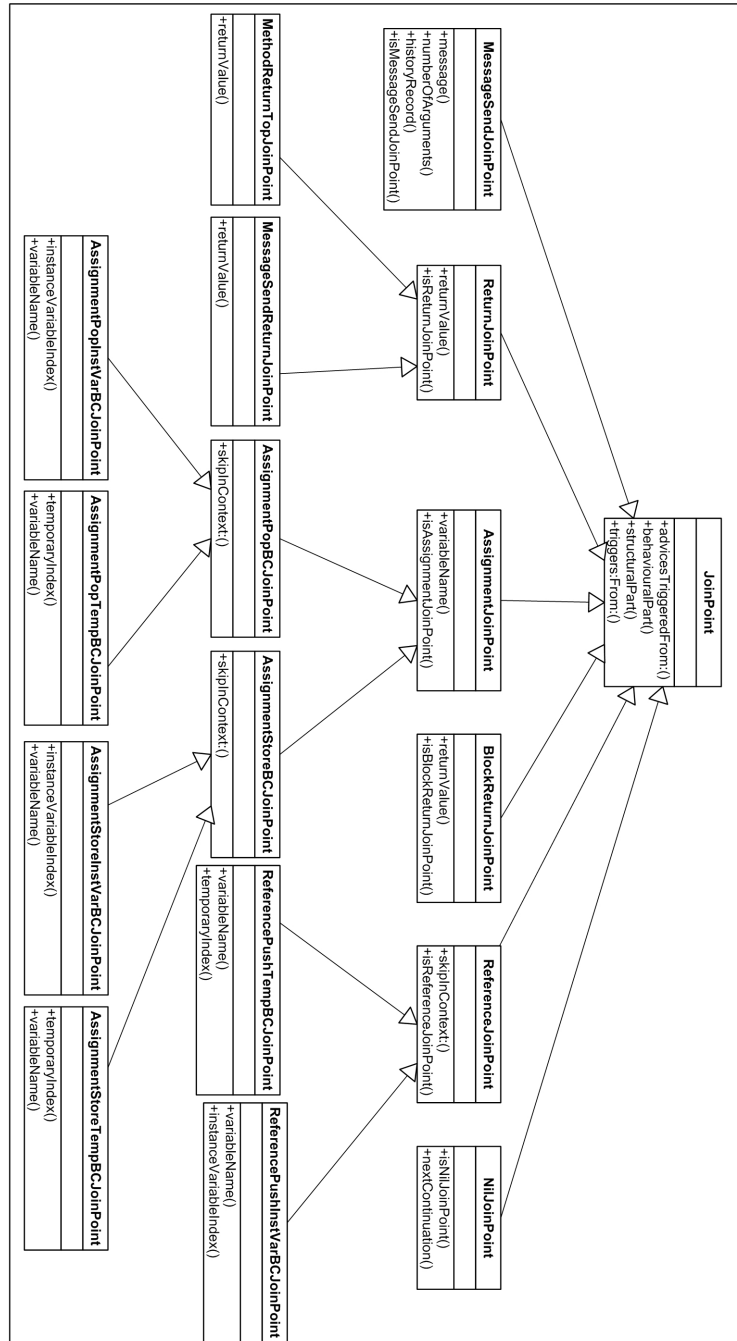 JoinPoint
+advicesTriggeredFrom:()
+behaviouralPart()
+structuralPart()
+triggers:From:()
MessageSendJoinPoint
+message()
+numberOfArguments()
+historyRecord()
+isMessageSendJoinPoint()
ReturnJoinPoint
+returnValue()
+isReturnJoinPoint()
AssignmentJoinPoint
+variableName()
+isAssignmentJoinPoint()
BlockReturnJoinPoint
+returnValue()
+isBlockReturnJoinPoint()
ReferenceJoinPoint
+skipInContext:()
+isReferenceJoinPoint()
NilJoinPoint
+isNilJoinPoint()
+nextContinuation()
MethodReturnTopJoinPoint
+returnValue()
MessageSendReturnJoinPoint
+returnValue()
AssignmentPopBCJoinPoint
+skipInContext:()
AssignmentStoreBCJoinPoint
+skipInContext:()
ReferencePushTempBCJoinPoint
+variableName()
+temporaryIndex()
ReferencePushInstVarBCJoinPoint
+variableName()
+instanceVariableIndex()
AssignmentPopInstVarBCJoinPoint
+instanceVariableIndex()
+variableName()
AssignmentPopTempBCJoinPoint
+temporaryIndex()
+variableName()
AssignmentStoreInstVarBCJoinPoint
+instanceVariableIndex()
+variableName()
AssignmentStoreTempBCJoinPoint
+temporaryIndex()
+variableName()